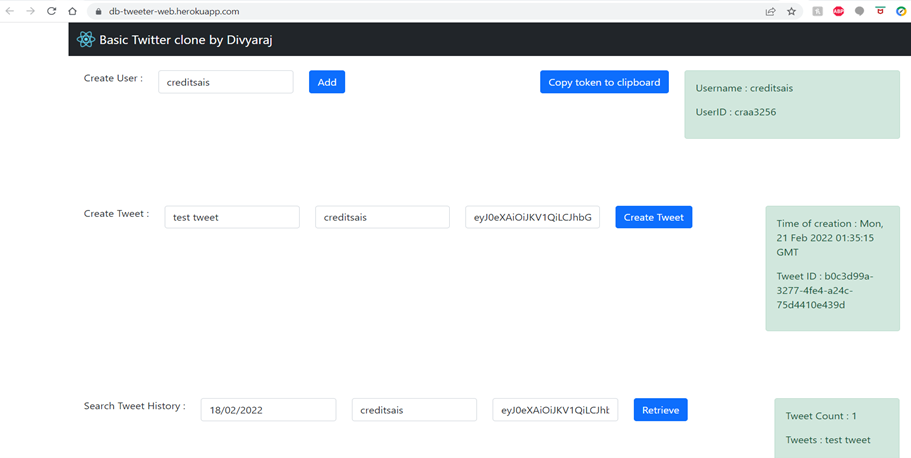 db-tweeter-web.herokuapp.com
ABP
Basic Twitter clone by Divyaraj
Create User :
creditsais
Add
Copy token to clipboard
Username : creditsais
UserID : craa3256
Create Tweet :
test tweet
creditsais
eyJ0eXAiOiJKV1QiLCJhbG
Create Tweet
Time of creation : Mon,
21 Feb 2022 01:35:15
GMT
Tweet ID : b0c3d99a-
3277-4fe4-a24c-
75d4410e439d
Search Tweet History :
18/02/2022
creditsais
eyJ0eXAiOiJKV1QiLCJhb
Retrieve
Tweet Count : 1
Tweets : test tweet